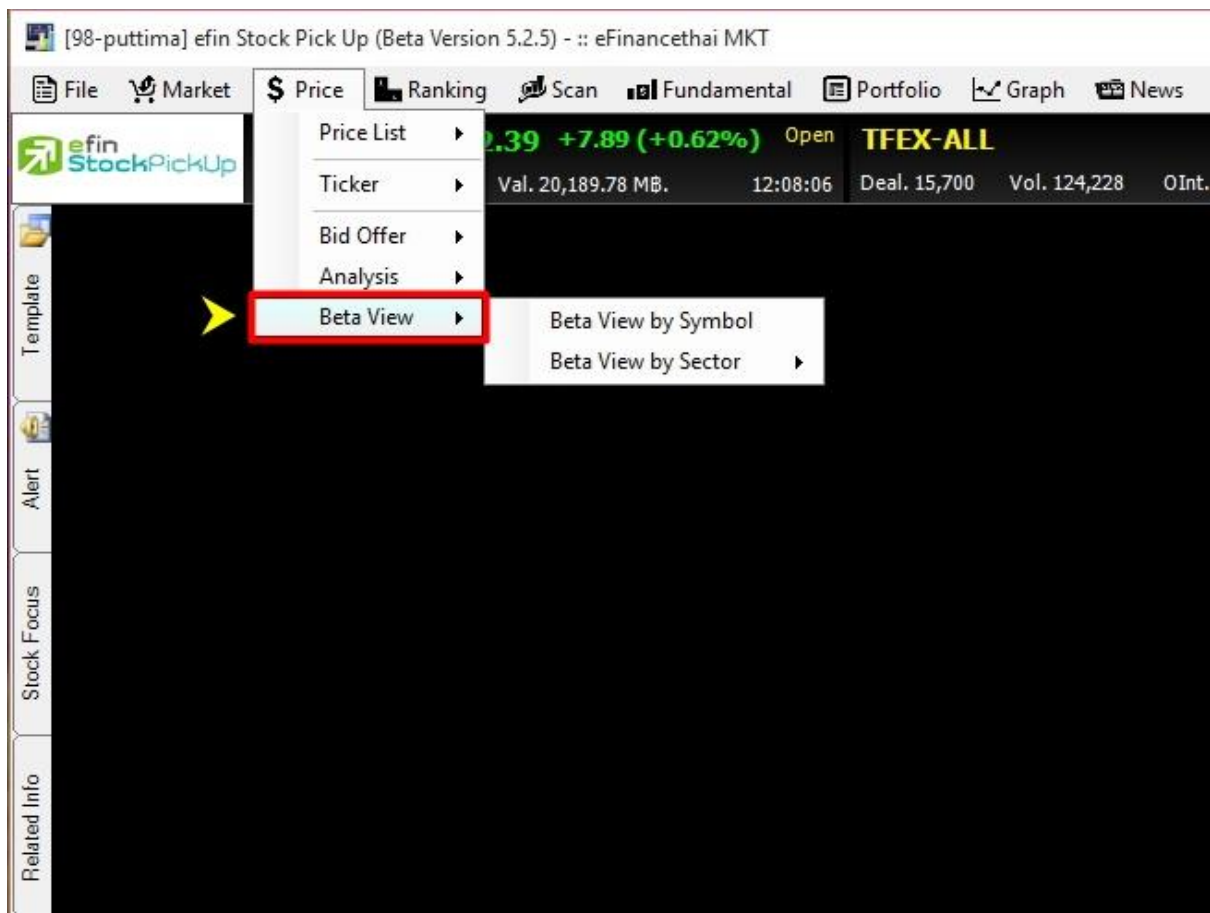 [98-puttima] efin Stock Pick Up (Beta Version 5.2.5) - :: eFinancethai MKT
File Market $ Price Ranking Scan Fundamental Portfolio Graph News
efin
StockPickUp
Price List
2.39 +7.89 (+0.62%) Open TFEX-ALL
Ticker
Val. 20,189.78 M฿. 12:08:06 Deal. 15,700 Vol. 124,228 OInt.
Bid Offer
Analysis
Beta View
Beta View by Symbol
Beta View by Sector
Template
Alert
Stock Focus
Related Info